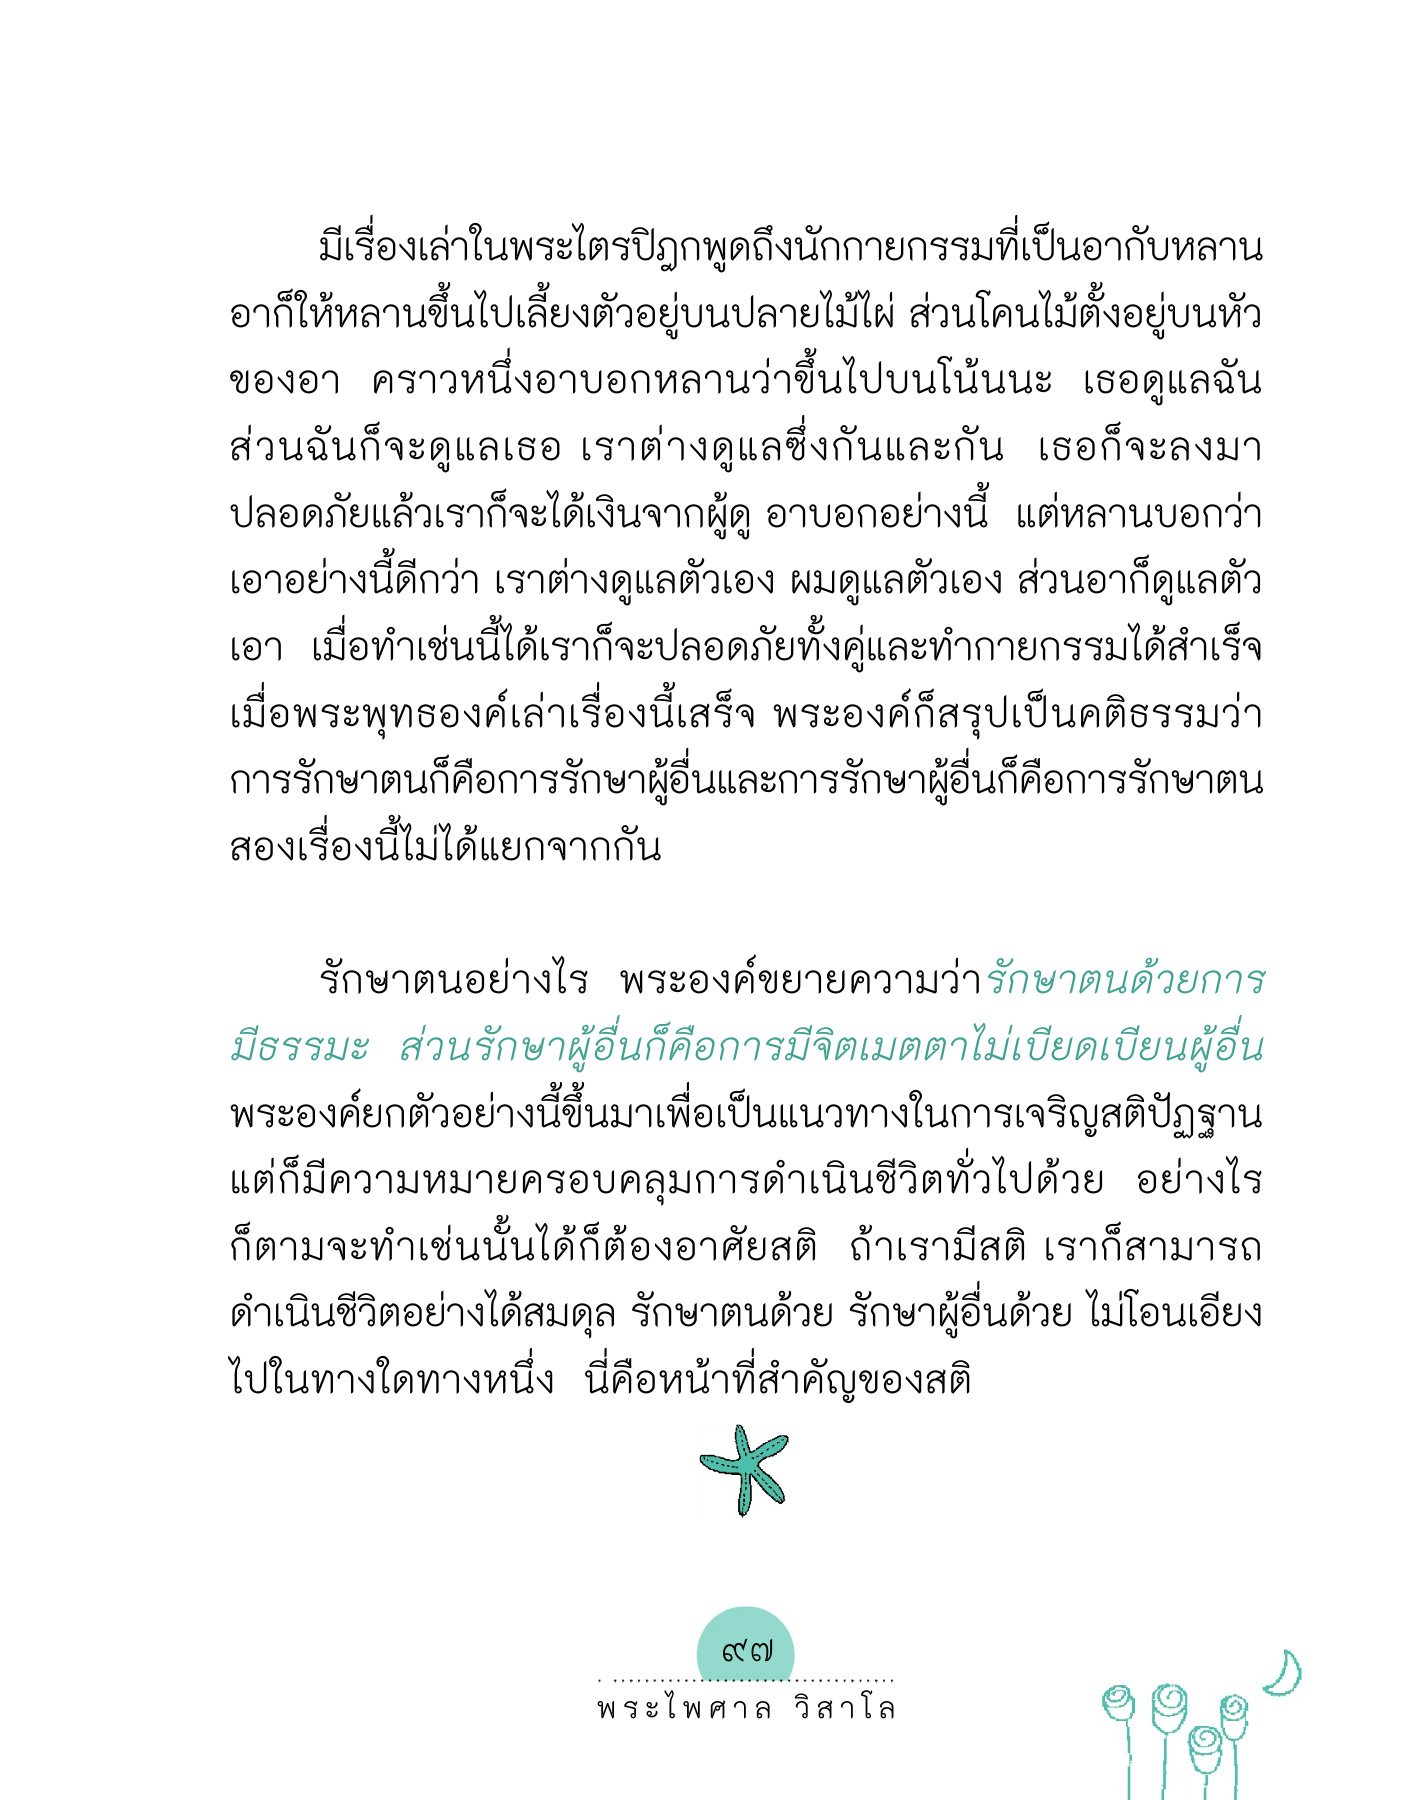 มีเรื่องเล่าในพระไตรปิฎกพูดถึงนักกายกรรมที่เป็นอากับหลาน
อาก็ให้หลานขึ้นไปเลี้ยงตัวอยู่บนปลายไม้ไผ่ ส่วนโคนไม้ตั้งอยู่บนหัว
ของอา คราวหนึ่งอาบอกหลานว่าขึ้นไปบนโน้นนะ เธอดูแลฉัน
ส่วนฉันก็จะดูแลเธอ เราต่างดูแลซึ่งกันและกัน เธอก็จะลงมา
ปลอดภัยแล้วเราก็จะได้เงินจากผู้ดู อาบอกอย่างนี้ แต่หลานบอกว่า
เอาอย่างนี้ดีกว่า เราต่างดูแลตัวเอง ผมดูแลตัวเอง ส่วนอาก็ดูแลตัว
เอา เมื่อทำเช่นนี้ได้เราก็จะปลอดภัยทั้งคู่และทำกายกรรมได้สำเร็จ
เมื่อพระพุทธองค์เล่าเรื่องนี้เสร็จ พระองค์ก็สรุปเป็นคติธรรมว่า
การรักษาตนก็คือการรักษาผู้อื่นและการรักษาผู้อื่นก็คือการรักษาตน
สองเรื่องนี้ไม่ได้แยกจากกัน
รักษาตนอย่างไร พระองค์ขยายความว่ารักษาตนด้วยการ
มีธรรมะ ส่วนรักษาผู้อื่นก็คือการมีจิตเมตตาไม่เบียดเบียนผู้อื่น
พระองค์ยกตัวอย่างนี้ขึ้นมาเพื่อเป็นแนวทางในการเจริญสติปัฏฐาน
แต่ก็มีความหมายครอบคลุมการดำเนินชีวิตทั่วไปด้วย อย่างไร
ก็ตามจะทำเช่นนั้นได้ก็ต้องอาศัยสติ ถ้าเรามีสติ เราก็สามารถ
ดำเนินชีวิตอย่างได้สมดุล รักษาตนด้วย รักษาผู้อื่นด้วย ไม่โอนเอียง
ไปในทางใดทางหนึ่ง นี่คือหน้าที่สำคัญของสติ
๙๗
พระไพศาล วิสาโล